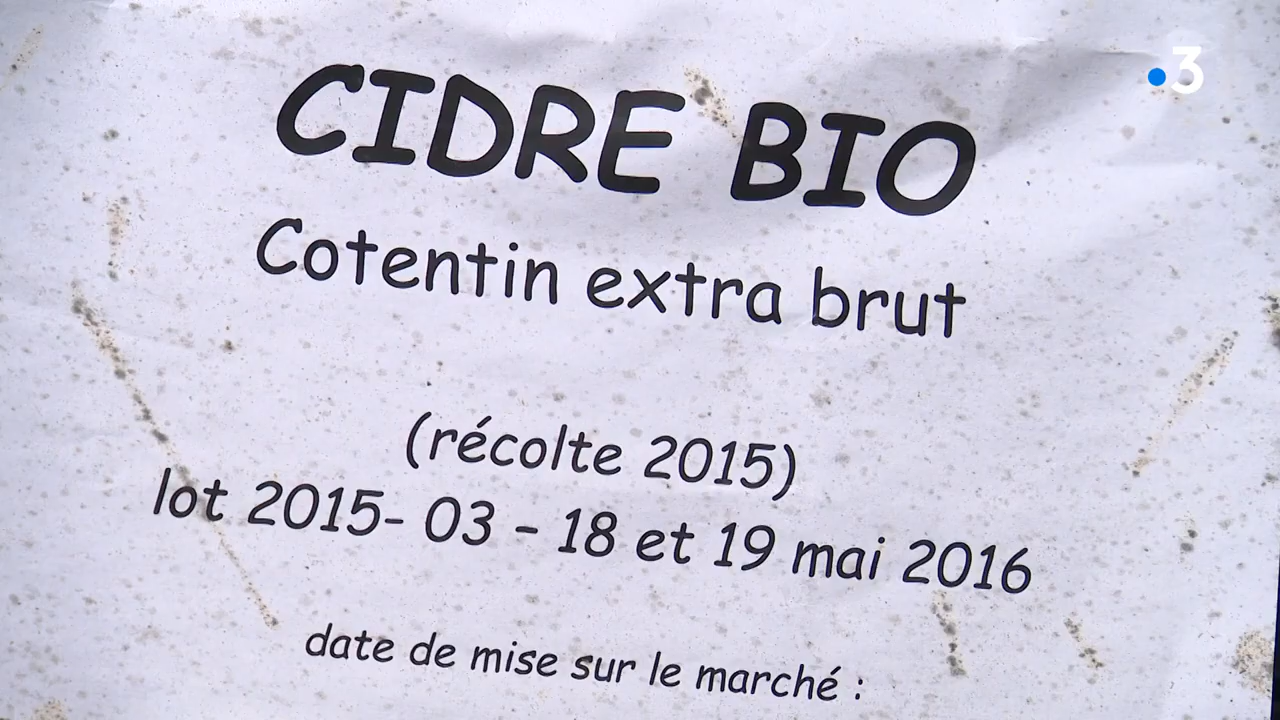 3
CIDRE BIO
Cotentin extra brut
(récolte 2015)
lot 2015- 03 - 18 et 19 mai 2016
date de mise sur le marché :